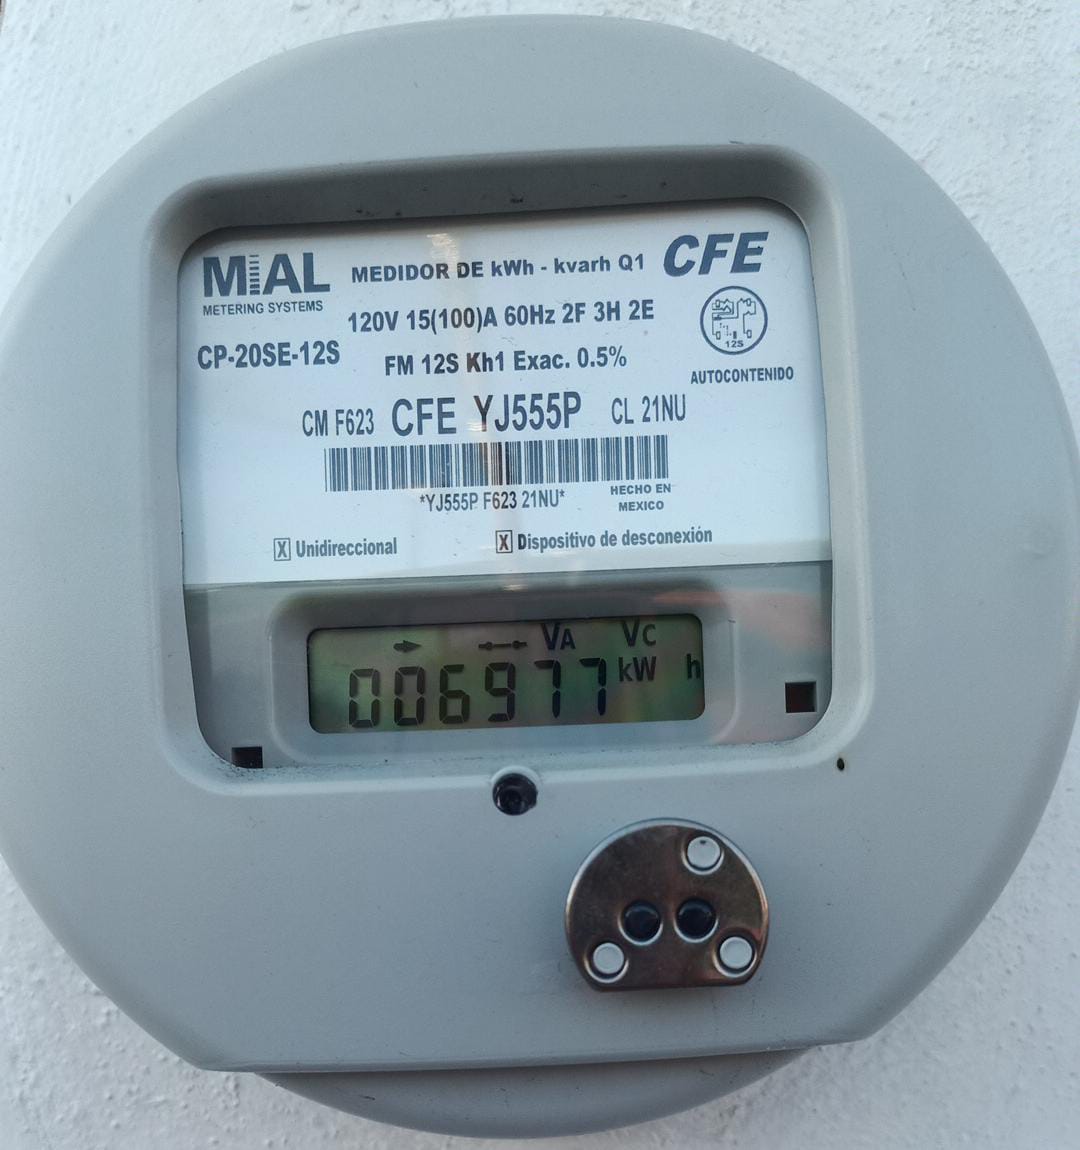 MIAL MEDIDOR DE kWh - kvarh Q1 CFE
METERING SYSTEMS
120V 15(100)A 60Hz 2F 3H 2E
CP-20SE-12S
FM 12S Kh1 Exac. 0.5%
12S
AUTOCONTENIDO
CM F623 CFE YJ555P CL 21NU
*YJ555P F623 21NU*
HECHO EN
MEXICO
X Unidireccional X Dispositivo de desconexión
VA VC
006977 kW h